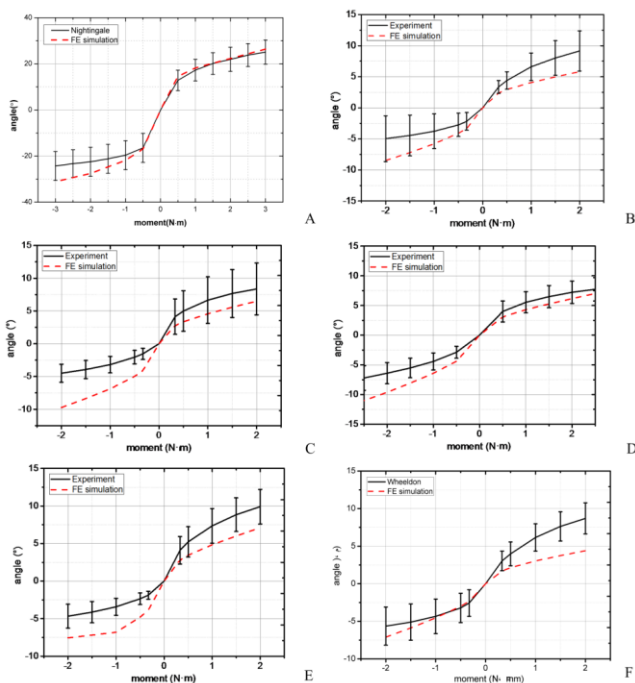 Nightingale
FE simulation
40
20
0
-20
-40
angle(°)
-3 -2 -1 0 1 2 3
moment(N·m)
A
Experiment
FE simulation
15
10
5
0
-5
-10
-15
angle (°)
-2 -1 0 1 2
moment (N·m)
B
Experiment
FE simulation
15
10
5
0
-5
-10
angle (°)
-2 -1 0 1 2
moment (N·m)
C
Experiment
FE simulation
15
10
5
0
-5
-10
-15
angle (°)
-2 -1 0 1 2
moment (N·m)
D
Experiment
FE simulation
15
10
5
0
-5
-10
angle (°)
-2 -1 0 1 2
moment (N·m)
E
Wheeldon
FE simulation
15
10
5
0
-5
-10
angle
-2 -1 0 1 2
moment
F